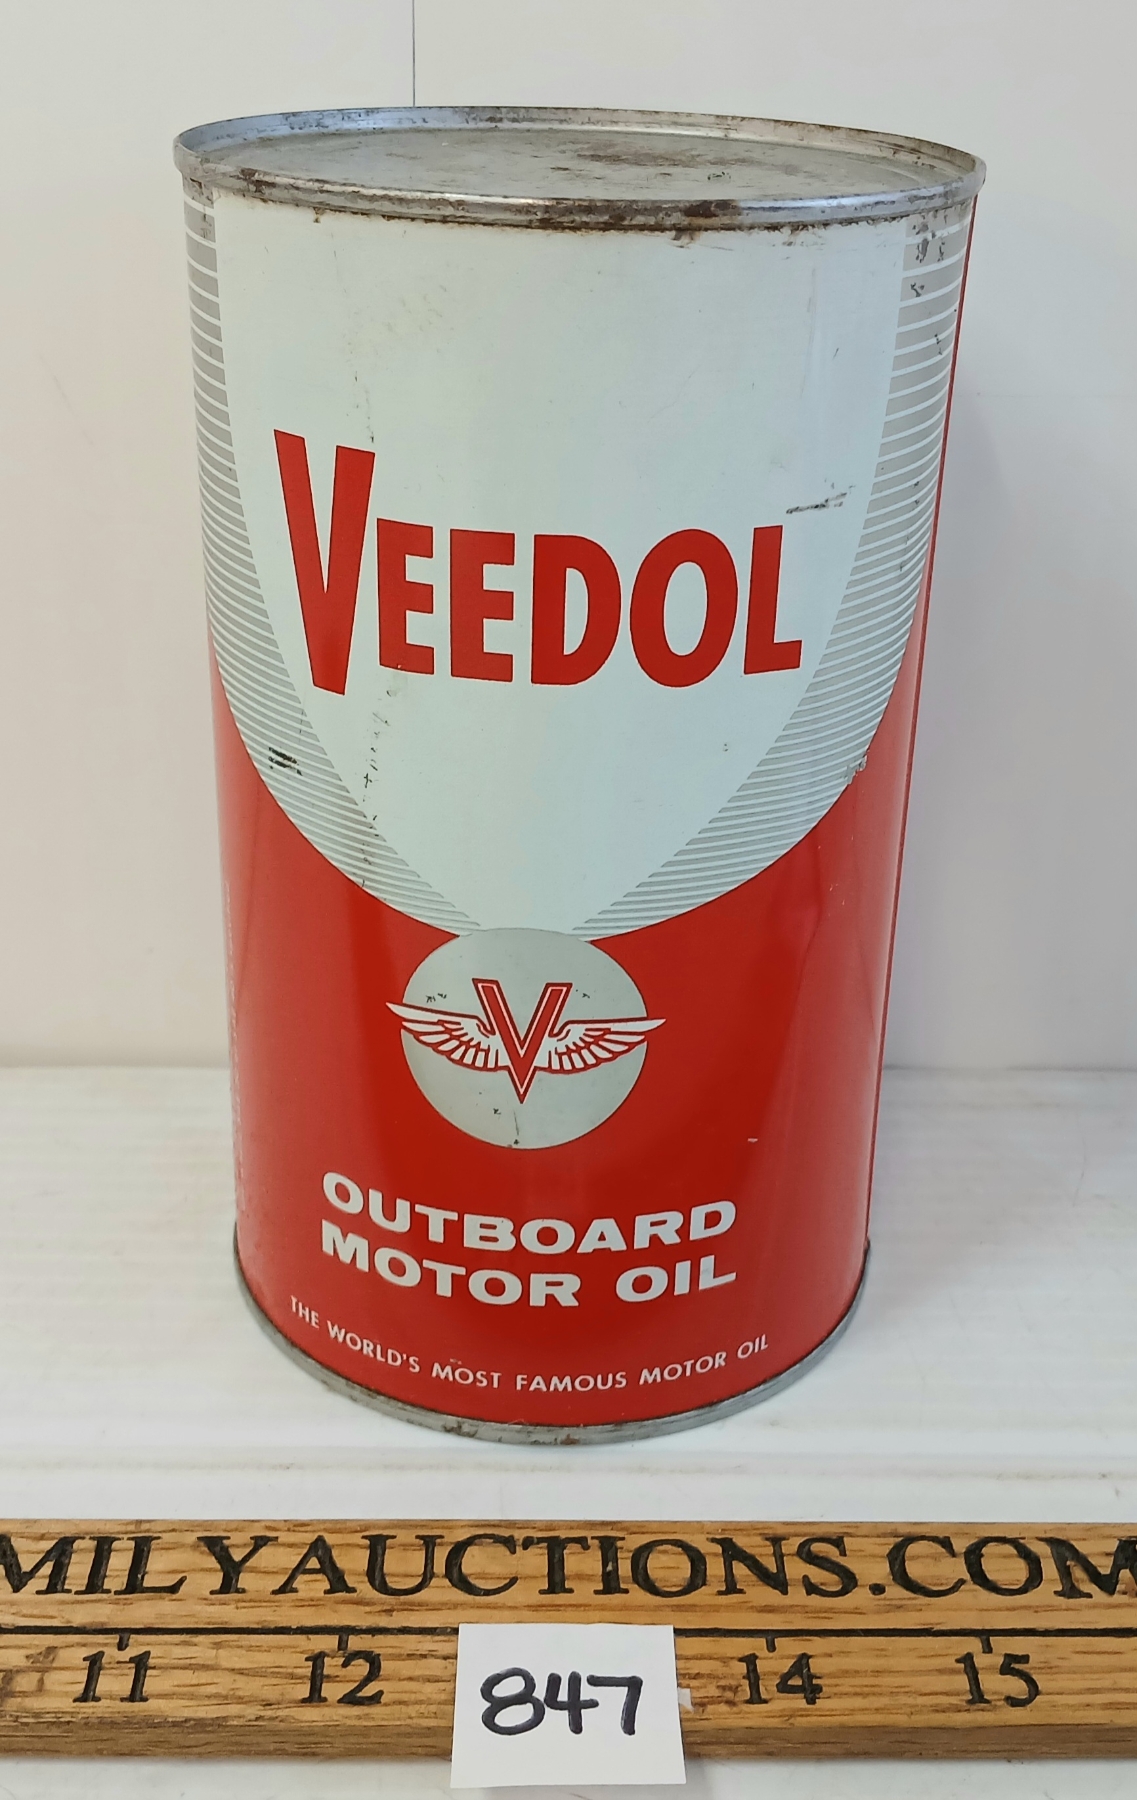 VEEDOL
V
OUTBOARD
MOTOR OIL
THE WORLD'S MOST FAMOUS MOTOR OIL
MILYAUCTIONS.COM
11 12 14 15
847